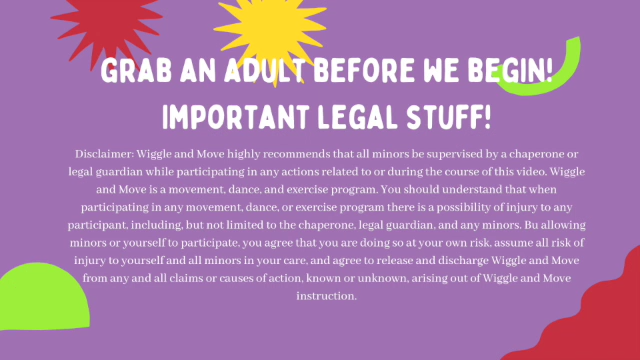 GRAB AN ADULT BEFORE WE BEGIN!
IMPORTANT LEGAL STUFF!
Disclaimer: Wiggle and Move highly recommends that all minors be supervised by a chaperone or
legal guardian while participating in any actions related to or during the course of this video. Wiggle
and Move is a movement, dance, and exercise program. You should understand that when
participating in any movement, dance, or exercise program there is a possibility of injury to any
participant, including, but not limited to the chaperone, legal guardian, and any minors. Bu allowing
minors or yourself to participate, you agree that you are doing so at your own risk, assume all risk of
injury to yourself and all minors in your care, and agree to release and discharge Wiggle and Move
from any and all claims or causes of action, known or unknown, arising out of Wiggle and Move
instruction.